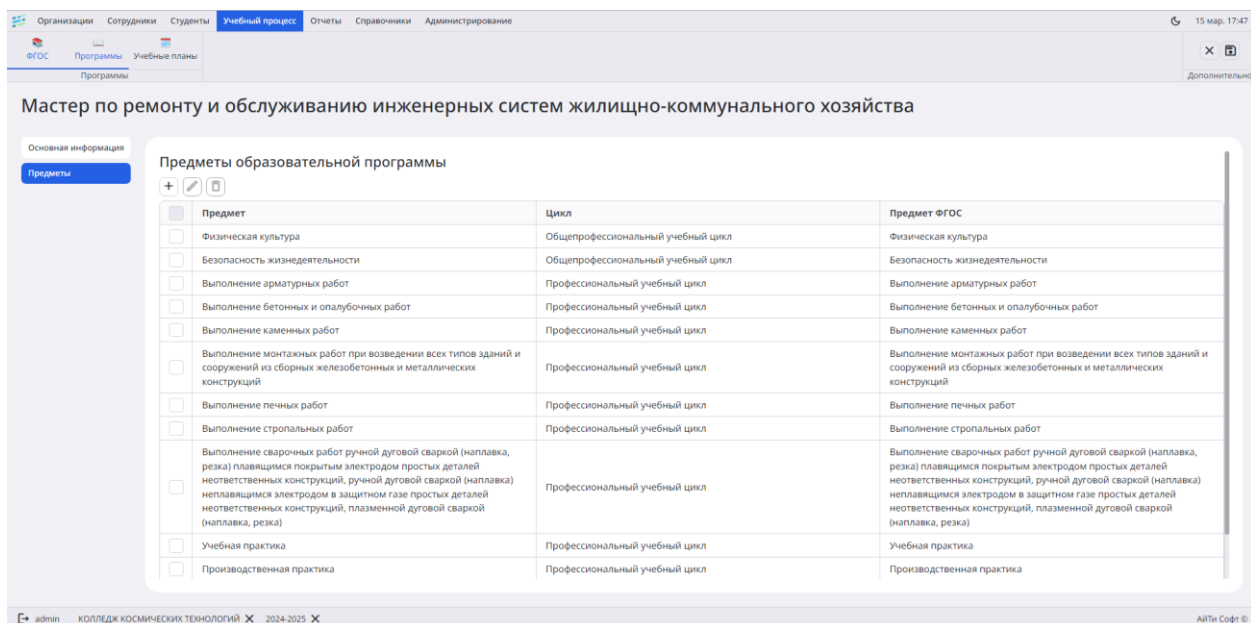 Организации Сотрудники Студенты Учебный процесс Отчеты Справочники Администрирование 15 мар. 17:47
ФГОС Программы Учебные планы
Программы Дополнительно
Мастер по ремонту и обслуживанию инженерных систем жилищно-коммунального хозяйства
Основная информация
Предметы
Предметы образовательной программы
Предмет Цикл Предмет ФГОС
Физическая культура Общепрофессиональный учебный цикл Физическая культура
Безопасность жизнедеятельности Общепрофессиональный учебный цикл Безопасность жизнедеятельности
Выполнение арматурных работ Профессиональный учебный цикл Выполнение арматурных работ
Выполнение бетонных и опалубочных работ Профессиональный учебный цикл Выполнение бетонных и опалубочных работ
Выполнение каменных работ Профессиональный учебный цикл Выполнение каменных работ
Выполнение монтажных работ при возведении всех типов зданий и
сооружений из сборных железобетонных и металлических
конструкций
Профессиональный учебный цикл
Выполнение монтажных работ при возведении всех типов зданий и
сооружений из сборных железобетонных и металлических
конструкций
Выполнение печных работ Профессиональный учебный цикл Выполнение печных работ
Выполнение стропальных работ Профессиональный учебный цикл Выполнение стропальных работ
Выполнение сварочных работ ручной дуговой сваркой (наплавка,
резка) плавящимся покрытым электродом простых деталей
неответственных конструкций, ручной дуговой сваркой (наплавка)
неплавящимся электродом в защитном газе простых деталей
неответственных конструкций, плазменной дуговой сваркой
(наплавка, резка)
Профессиональный учебный цикл
Выполнение сварочных работ ручной дуговой сваркой (наплавка,
резка) плавящимся покрытым электродом простых деталей
неответственных конструкций, ручной дуговой сваркой (наплавка)
неплавящимся электродом в защитном газе простых деталей
неответственных конструкций, плазменной дуговой сваркой
(наплавка, резка)
Учебная практика Профессиональный учебный цикл Учебная практика
Производственная практика Профессиональный учебный цикл Производственная практика
admin КОЛЛЕДЖ КОСМИЧЕСКИХ ТЕХНОЛОГИЙ 2024-2025 АйТи Софт ©